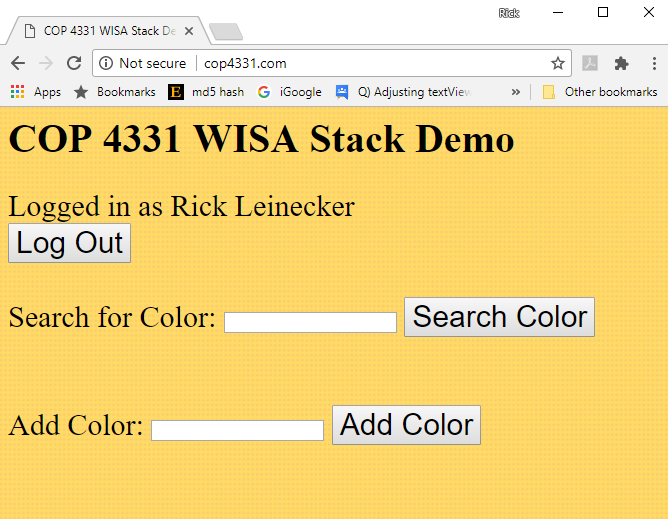 Rick
COP 4331 WISA Stack De
Not secure cop4331.com
Apps Bookmarks E md5 hash G iGoogle Q) Adjusting textView » Other bookmarks
COP 4331 WISA Stack Demo
Logged in as Rick Leinecker
Log Out
Search for Color: Search Color
Add Color: Add Color